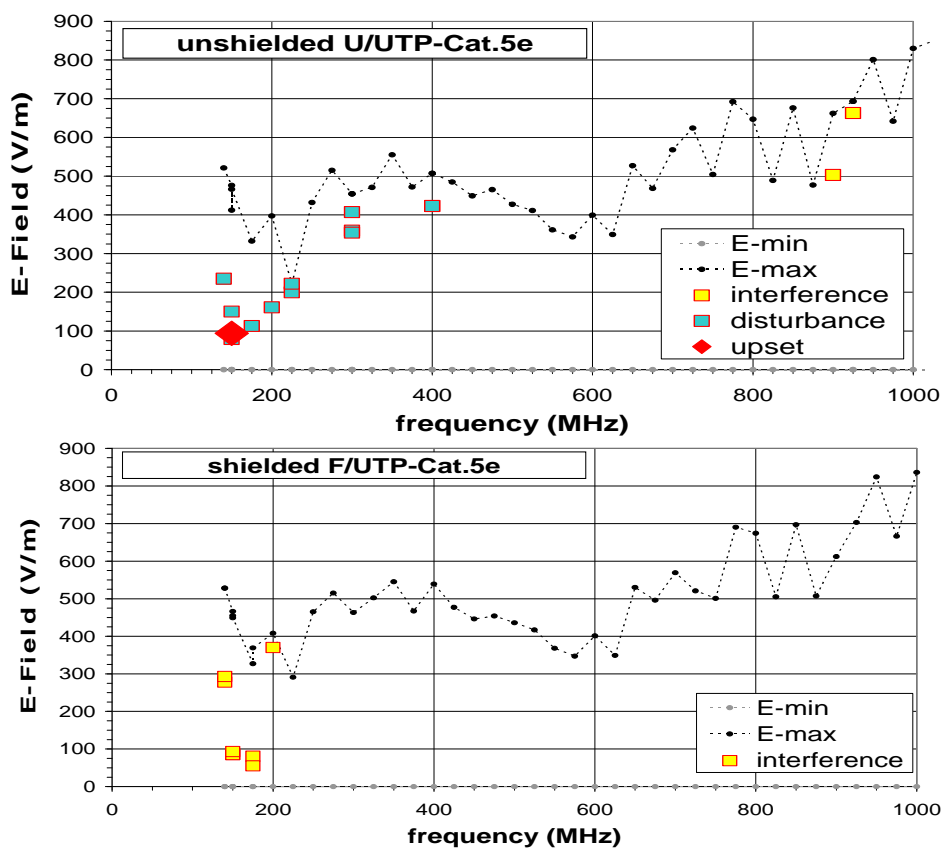 unshielded U/UTP-Cat.5e
900
800
700
600
500
400
300
200
100
0
E-Field (V/m)
E-min
E-max
interference
disturbance
upset
0 200 400 600 800 1000
frequency (MHz)
shielded F/UTP-Cat.5e
900
800
700
600
500
400
300
200
100
0
E-Field (V/m)
E-min
E-max
interference
0 200 400 600 800 1000
frequency (MHz)